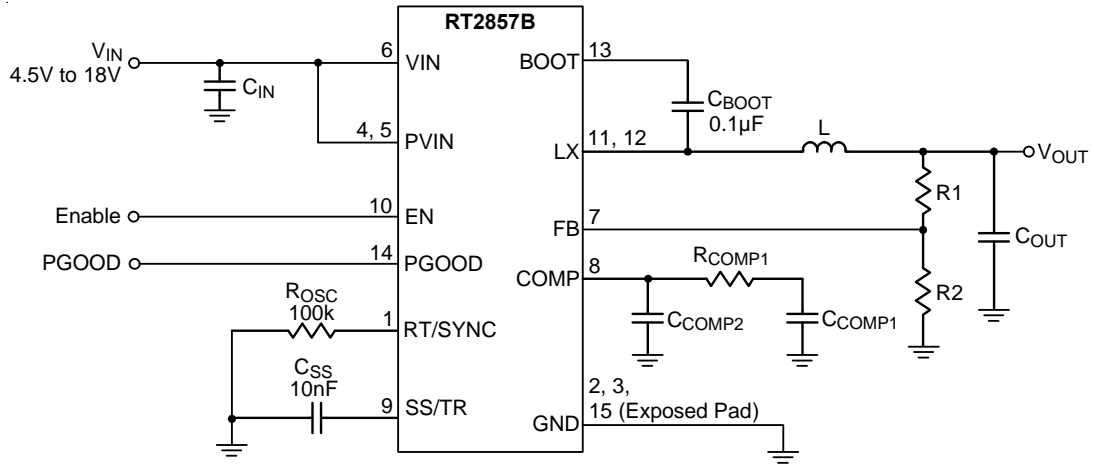 RT2857B
VIN
4.5V to 18V
CIN
6
VIN
4, 5
PVIN
Enable
10
EN
PGOOD
14
PGOOD
ROSC
100k
1
RT/SYNC
CSS
10nF
9
SS/TR
BOOT
13
CBOOT
0.1µF
LX
11, 12
L
VOUT
R1
FB
7
COUT
COMP
8
RCOMP1
R2
CCOMP2
CCOMP1
2, 3,
GND
15 (Exposed Pad)